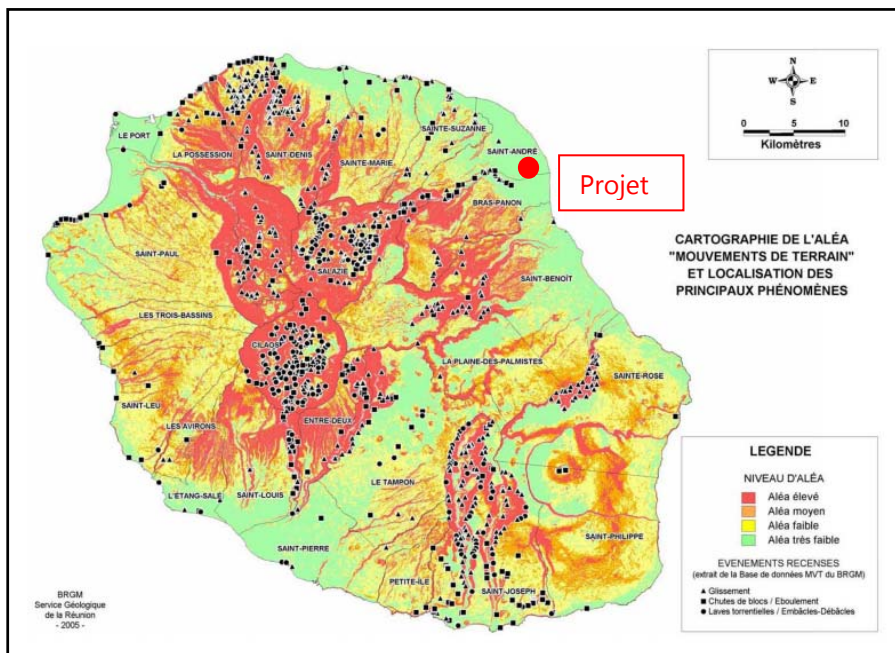 N
W E
S
0 5 10
Kilomètres
Projet
CARTOGRAPHIE DE L'ALÉA
"MOUVEMENTS DE TERRAIN"
ET LOCALISATION DES
PRINCIPAUX PHÉNOMÈNES
LE PORT
LA POSSESSION
SAINT-DENIS
SAINTE-MARIE
SAINTE-SUZANNE
SAINT-ANDRÉ
BRAS-PANON
SAINT-PAUL
SALAZIE
SAINT-BENOÎT
LES TROIS-BASSINS
CILAOS
LA PLAINE-DES-PALMISTES
SAINTE-ROSE
SAINT-LEU
LES AVIRONS
ENTRE-DEUX
L'ÉTANG-SALÉ
SAINT-LOUIS
LE TAMPON
SAINT-PIERRE
SAINT-PHILIPPE
PETITE-ILE
SAINT-JOSEPH
LEGENDE
NIVEAU D'ALÉA
Aléa élevé
Aléa moyen
Aléa faible
Aléa très faible
EVENEMENTS RECENSES
(extrait de la Base de données MVT du BRGM)
Glissement
Chutes de blocs / Eboulement
Laves torrentielles / Embâcles-Débâcles
BRGM
Service Géologique
de la Réunion
- 2005 -